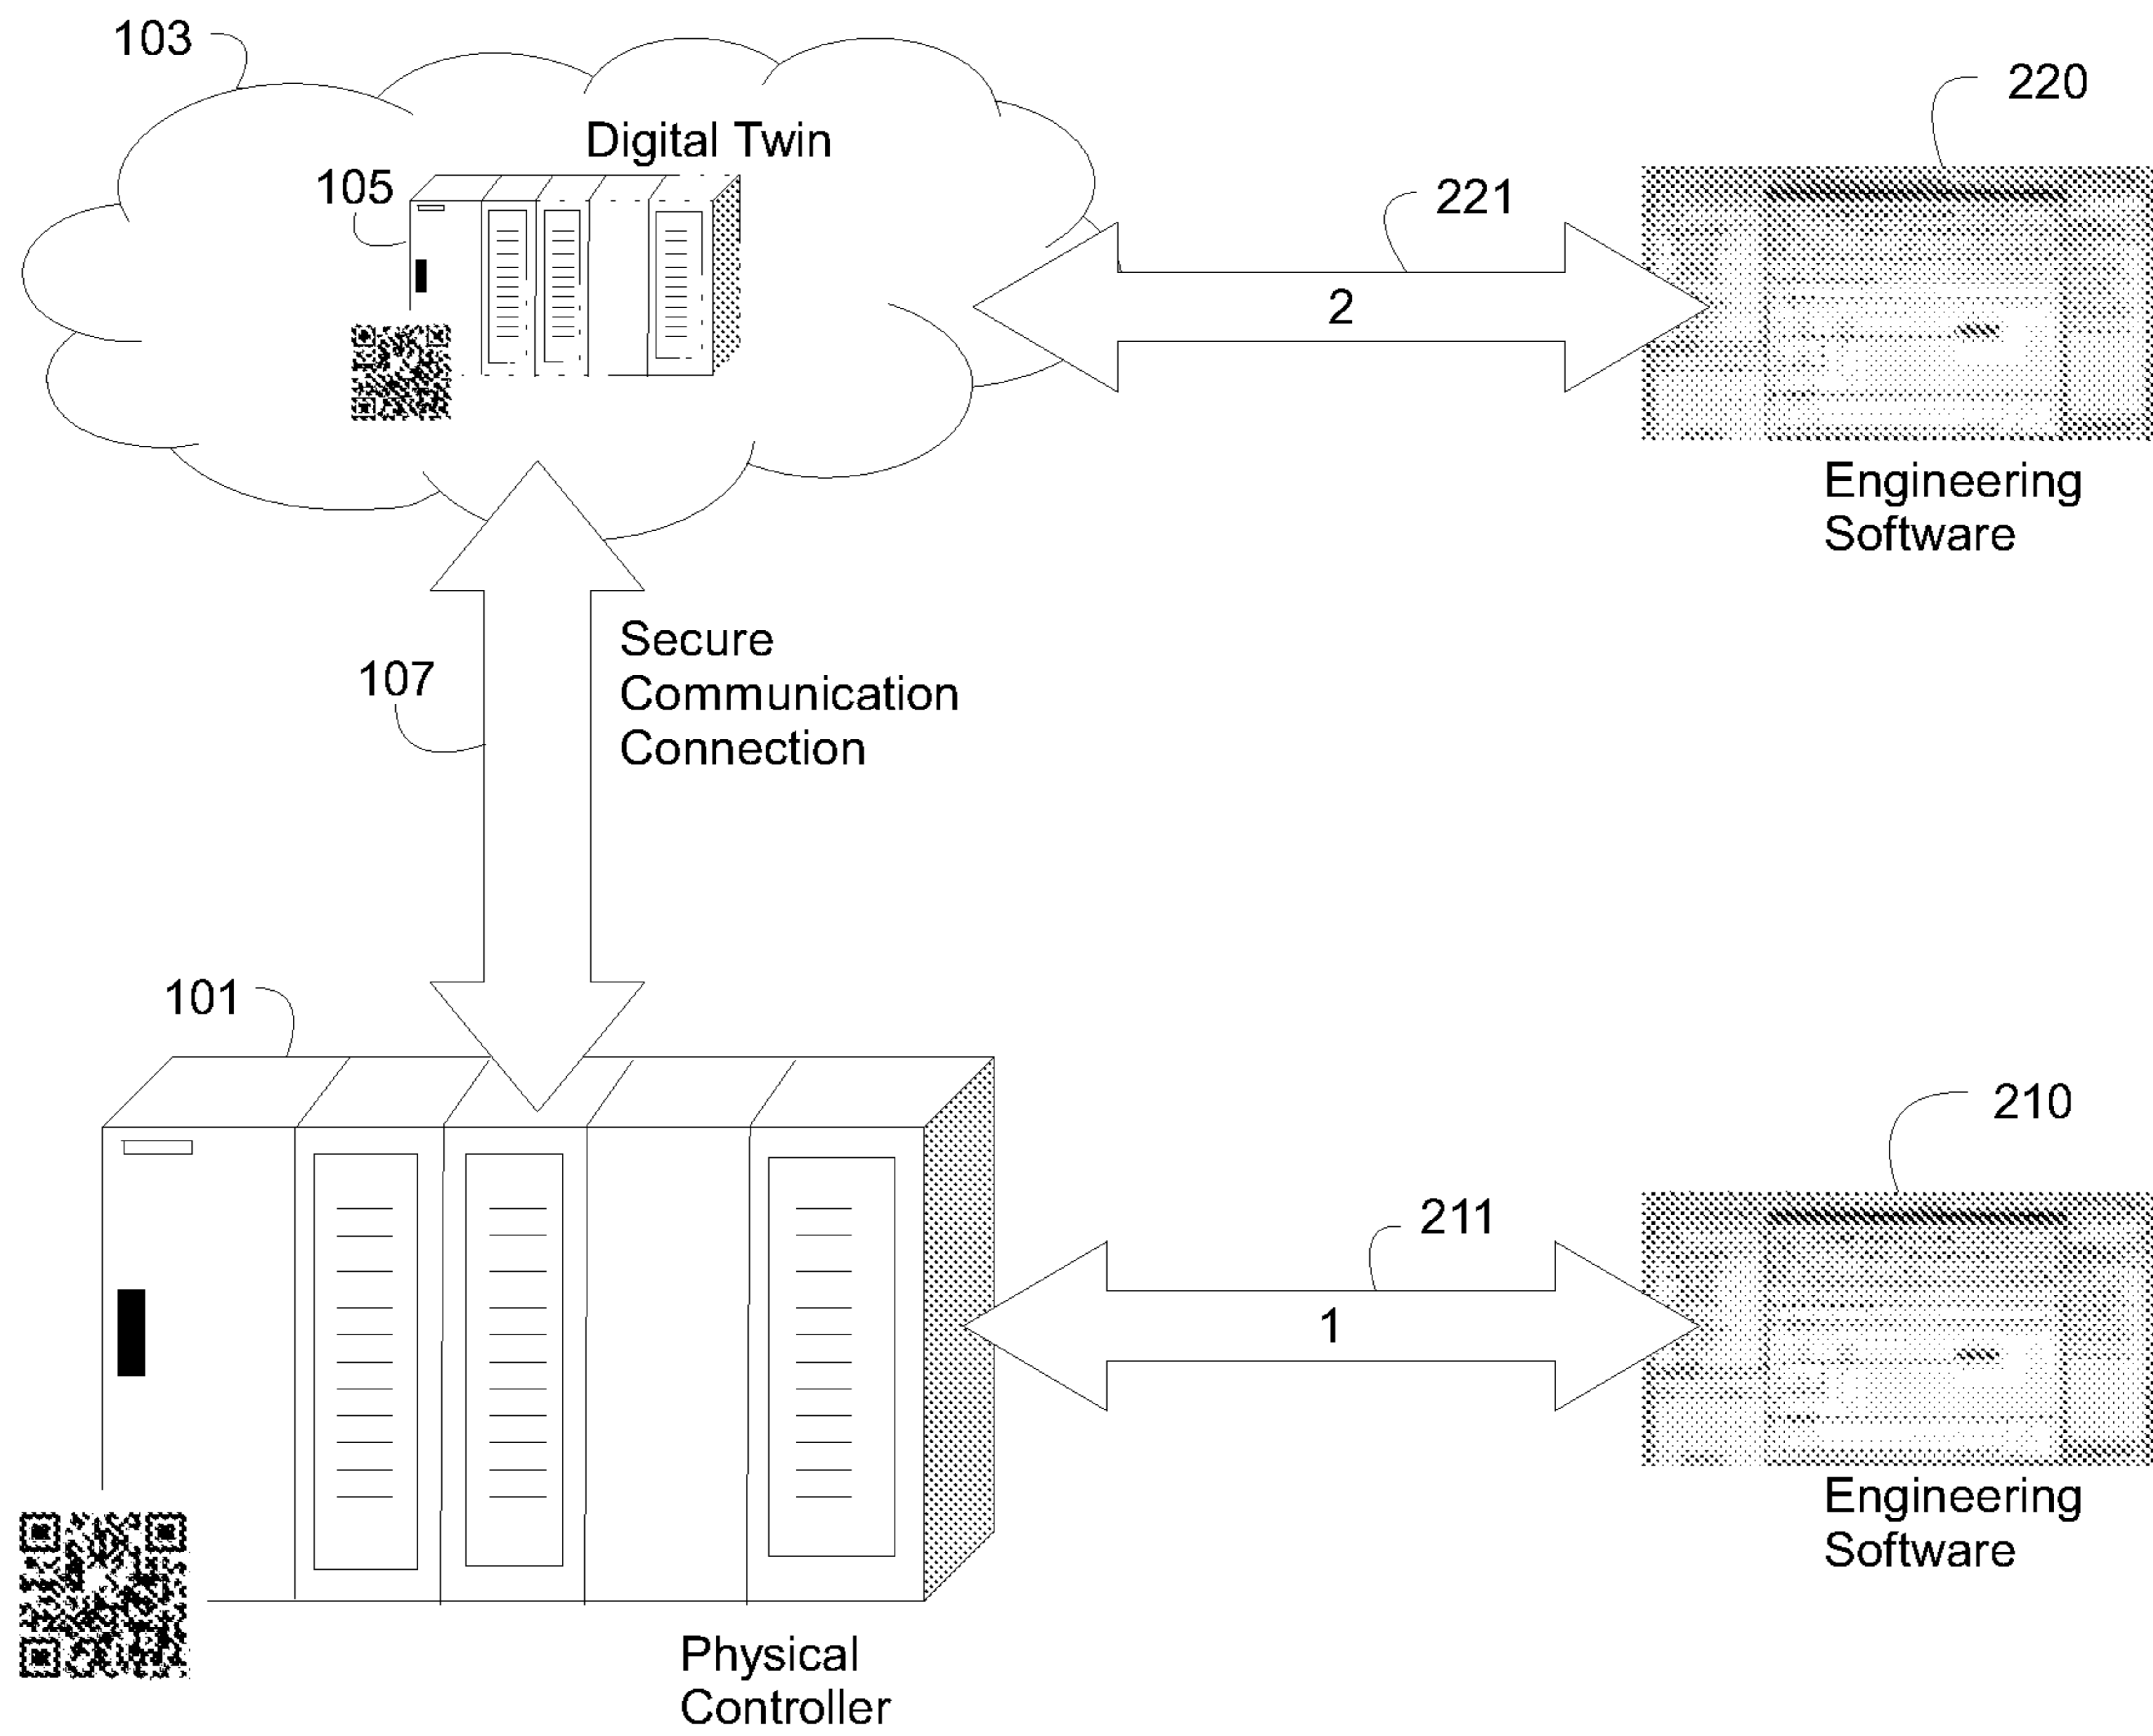 103
220
Digital Twin
105
221
2
Engineering
Software
Secure
Communication
Connection
107
101
210
211
1
Engineering
Software
Physical
Controller